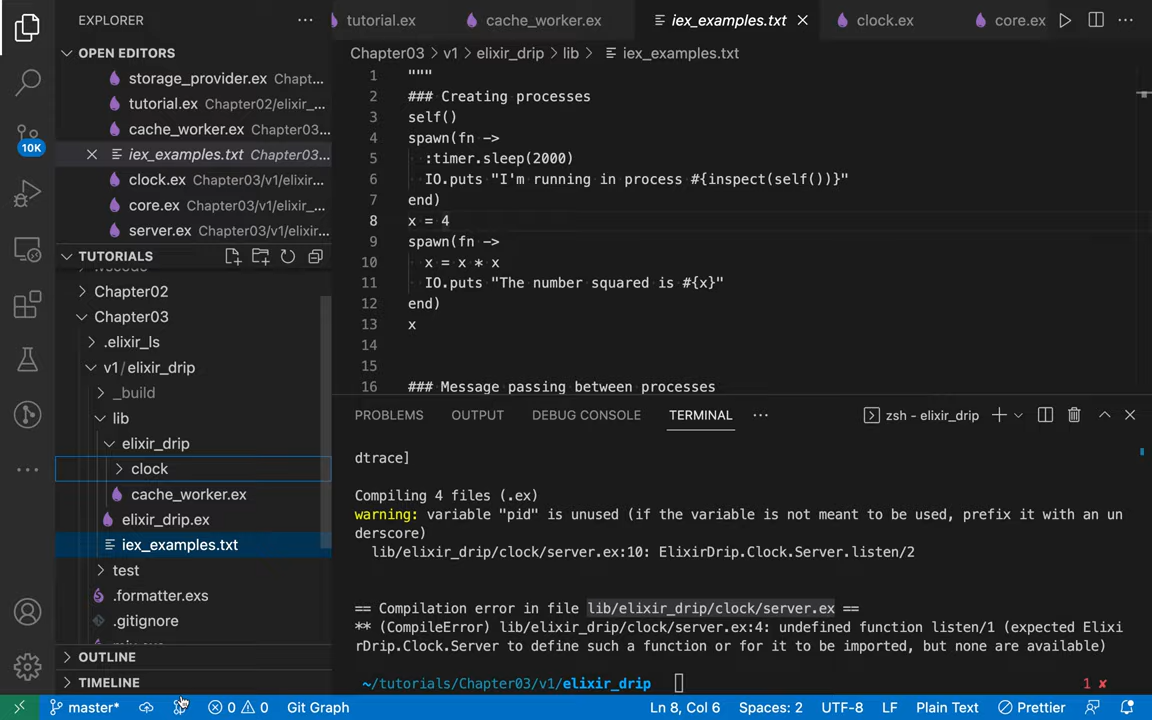 EXPLORER
OPEN EDITORS
storage_provider.ex Chapt...
tutorial.ex Chapter02/elixir_...
cache_worker.ex Chapter03...
iex_examples.txt Chapter03...
clock.ex Chapter03/v1/elixir...
core.ex Chapter03/v1/elixir...
server.ex Chapter03/v1/elixir...
TUTORIALS
.vscode
Chapter02
Chapter03
.elixir_ls
v1/elixir_drip
_build
lib
elixir_drip
clock
cache_worker.ex
elixir_drip.ex
iex_examples.txt
test
.formatter.exs
.gitignore
OUTLINE
TIMELINE
10K
tutorial.ex cache_worker.ex iex_examples.txt clock.ex core.ex
Chapter03 > v1 > elixir_drip > lib > iex_examples.txt
1 """
2 ### Creating processes
3 self()
4 spawn(fn ->
5 :timer.sleep(2000)
6 IO.puts "I'm running in process #{inspect(self())}"
7 end)
8 x = 4
9 spawn(fn ->
10 x = x * x
11 IO.puts "The number squared is #{x}"
12 end)
13 x
14
15
16 ### Message passing between processes
PROBLEMS OUTPUT DEBUG CONSOLE TERMINAL zsh - elixir_drip
dtrace]
Compiling 4 files (.ex)
warning: variable "pid" is unused (if the variable is not meant to be used, prefix it with an un
derscore)
lib/elixir_drip/clock/server.ex:10: ElixirDrip.Clock.Server.listen/2
== Compilation error in file lib/elixir_drip/clock/server.ex ==
** (CompileError) lib/elixir_drip/clock/server.ex:4: undefined function listen/1 (expected Elixi
rDrip.Clock.Server to define such a function or for it to be imported, but none are available)
~/tutorials/Chapter03/v1/elixir_drip 1 ✘
master* 0 0 Git Graph Ln 8, Col 6 Spaces: 2 UTF-8 LF Plain Text Prettier